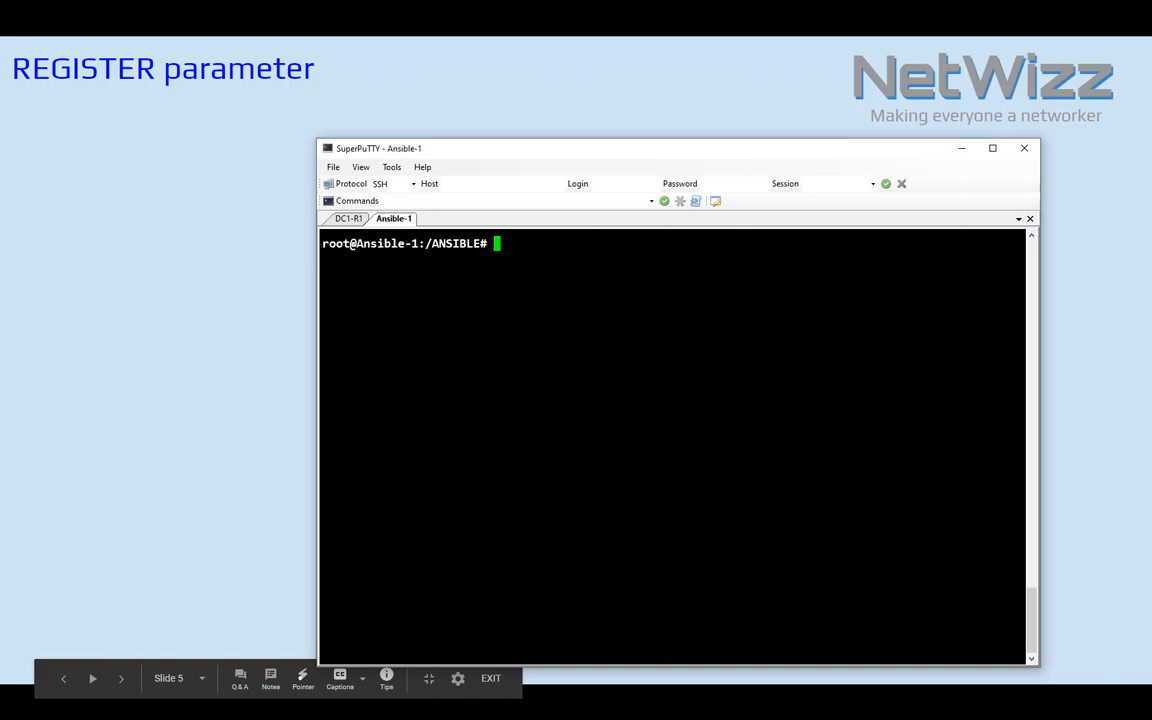 REGISTER parameter
NetWizz
Making everyone a networker
SuperPuTTY - Ansible-1
File View Tools Help
Protocol SSH Host Login Password Session
Commands
DC1-R1 Ansible-1
root@Ansible-1:/ANSIBLE#
Slide 5
Q & A Notes Pointer Captions Tips EXIT